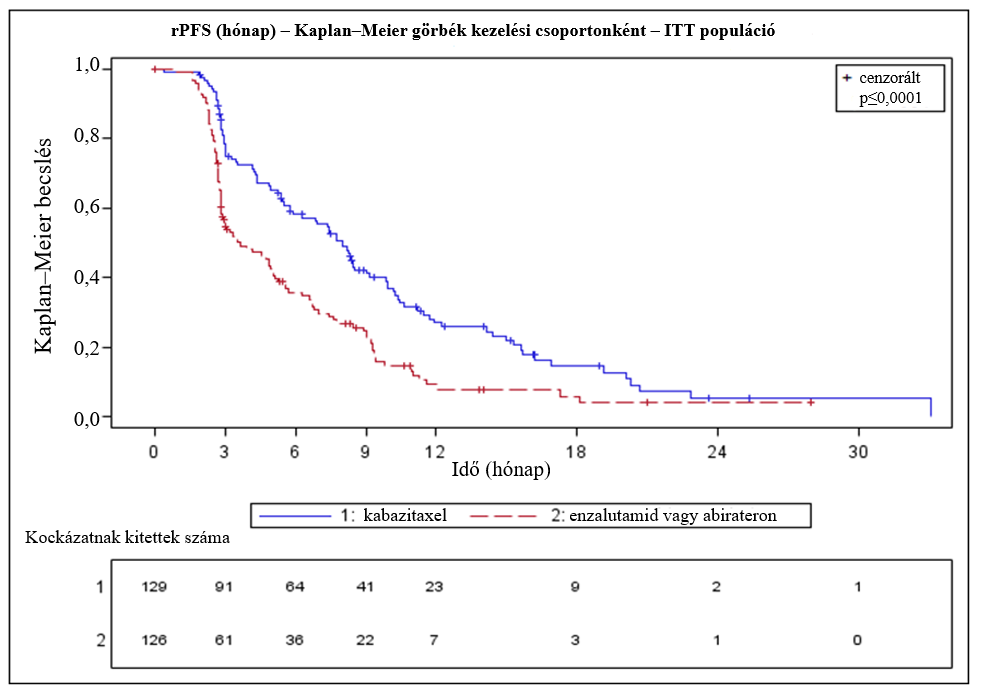 rPFS (hónap) – Kaplan–Meier görbék kezelési csoportonként – ITT populáció
+ cenzorált
p≤0,0001
Kaplan–Meier becslés
1,0
0,8
0,6
0,4
0,2
0,0
0 3 6 9 12 18 24 30
Idő (hónap)
1: kabazitaxel 2: enzalutamid vagy abirateron
Kockázatnak kitettek száma
1 129 91 64 41 23 9 2 1
2 126 61 36 22 7 3 1 0